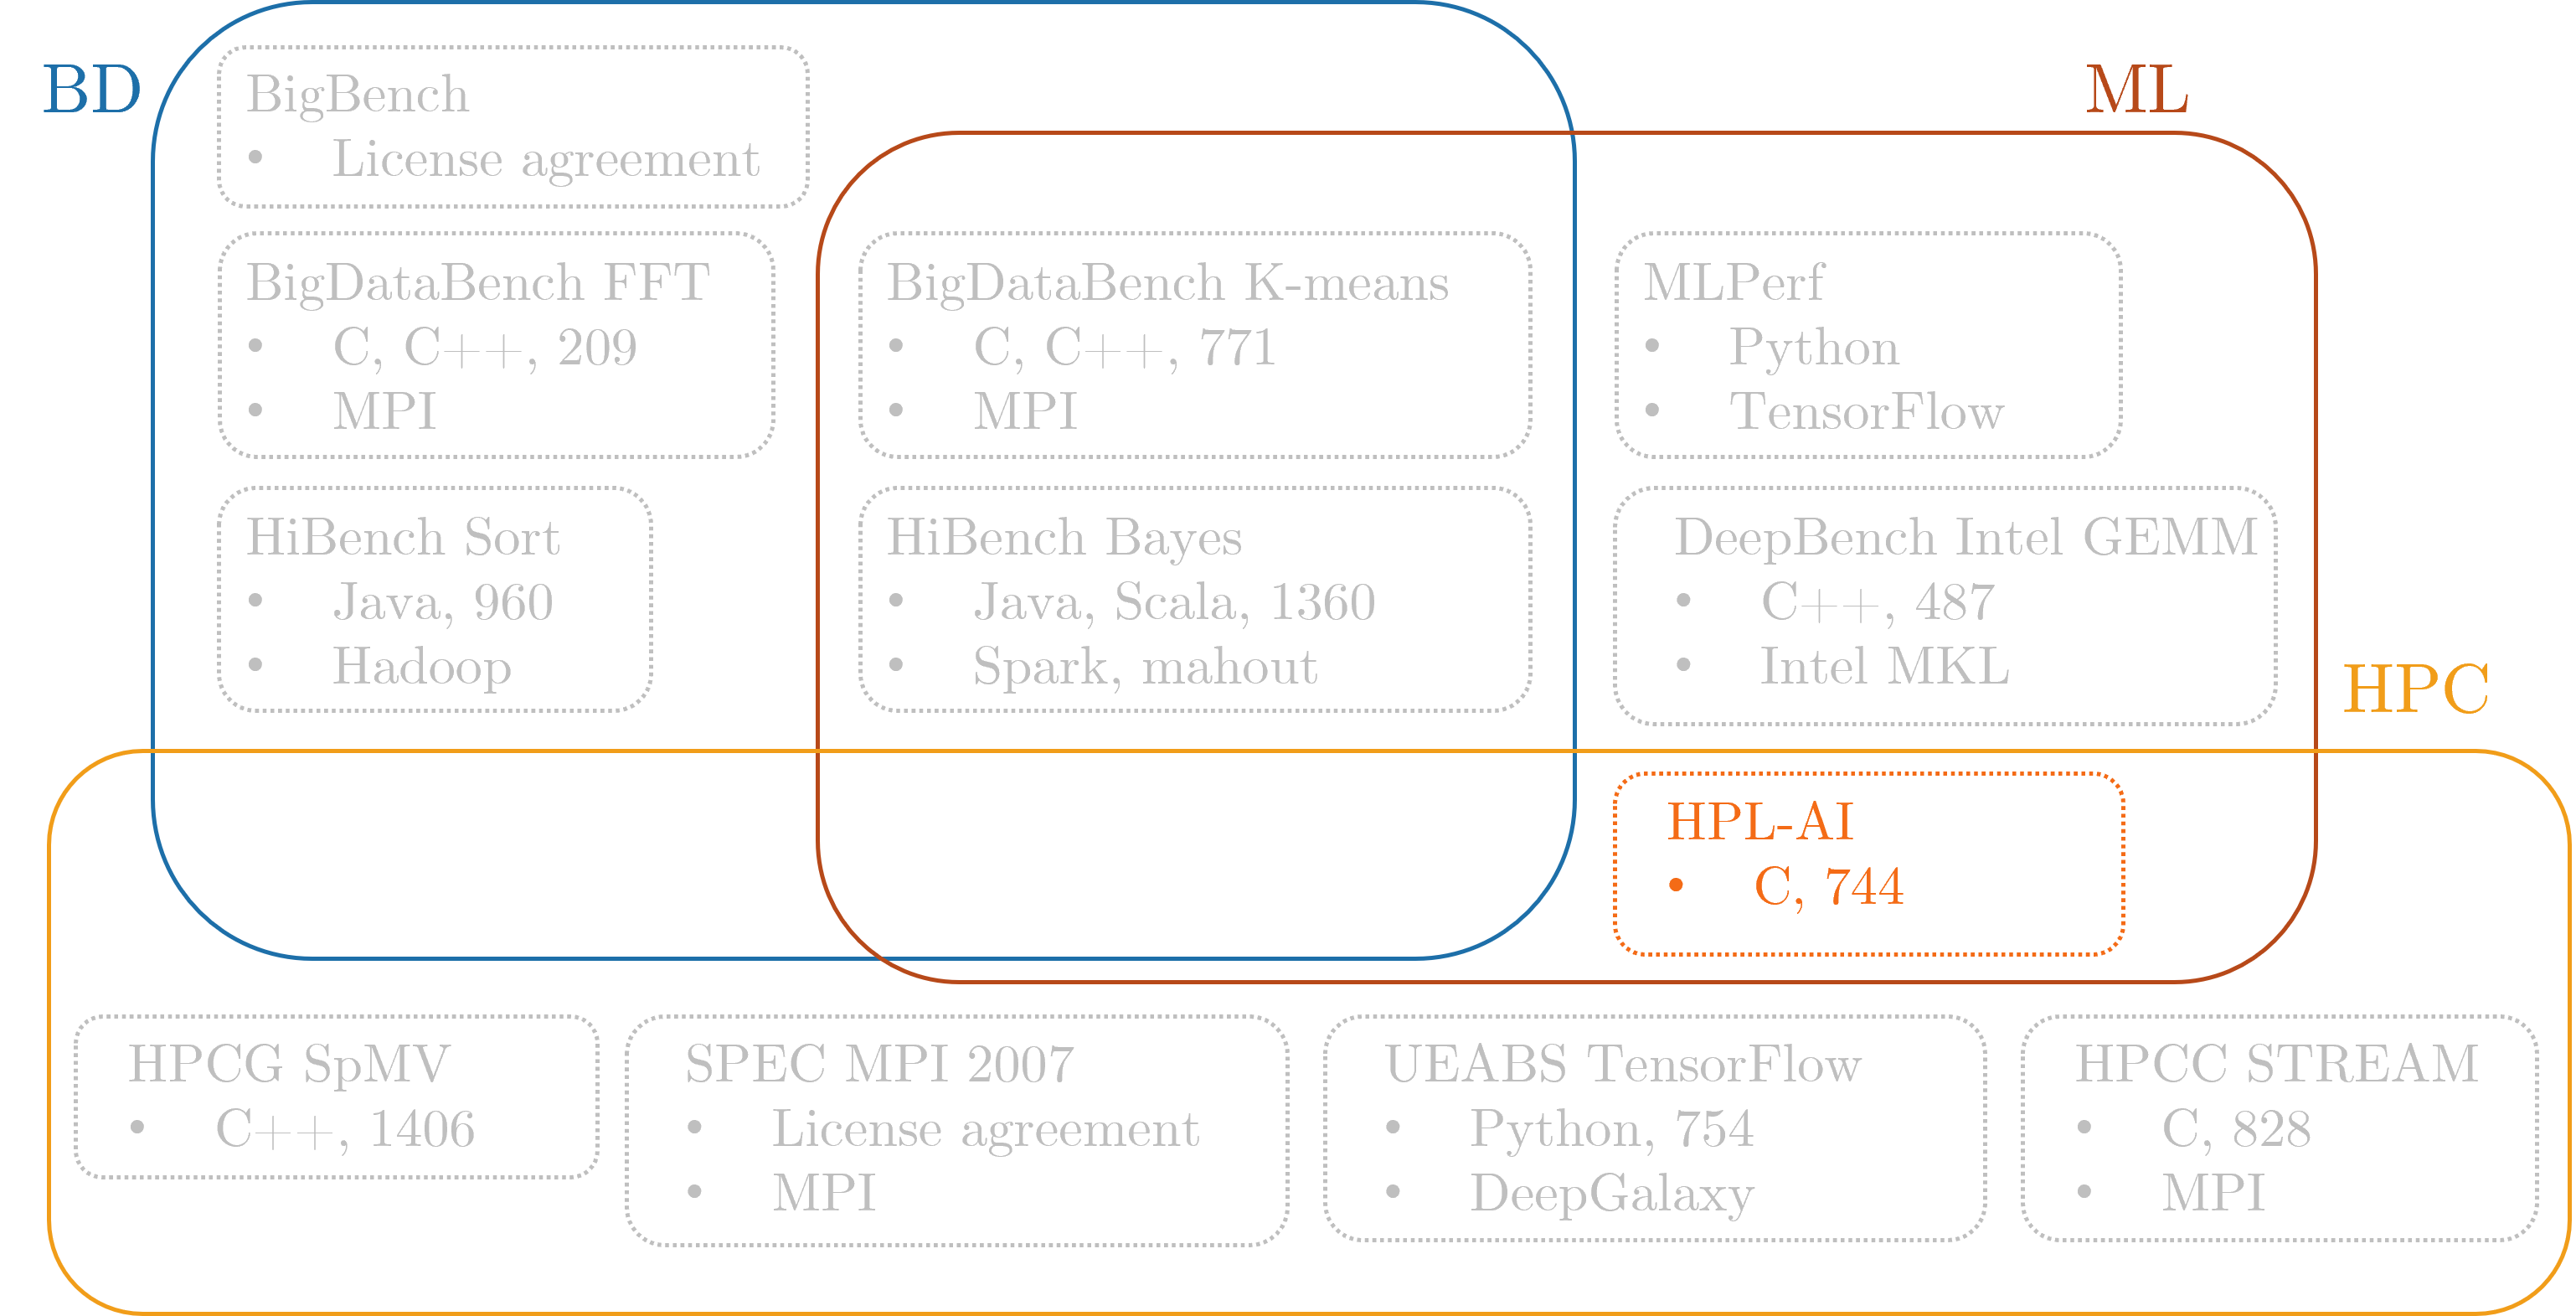 BD
BigBench
• License agreement
ML
BigDataBench FFT
• C, C++, 209
• MPI
BigDataBench K-means
• C, C++, 771
• MPI
MLPerf
• Python
• TensorFlow
HiBench Sort
• Java, 960
• Hadoop
HiBench Bayes
• Java, Scala, 1360
• Spark, mahout
DeepBench Intel GEMM
• C++, 487
• Intel MKL
HPC
HPL-AI
• C, 744
HPCG SpMV
• C++, 1406
SPEC MPI 2007
• License agreement
• MPI
UEABS TensorFlow
• Python, 754
• DeepGalaxy
HPCC STREAM
• C, 828
• MPI